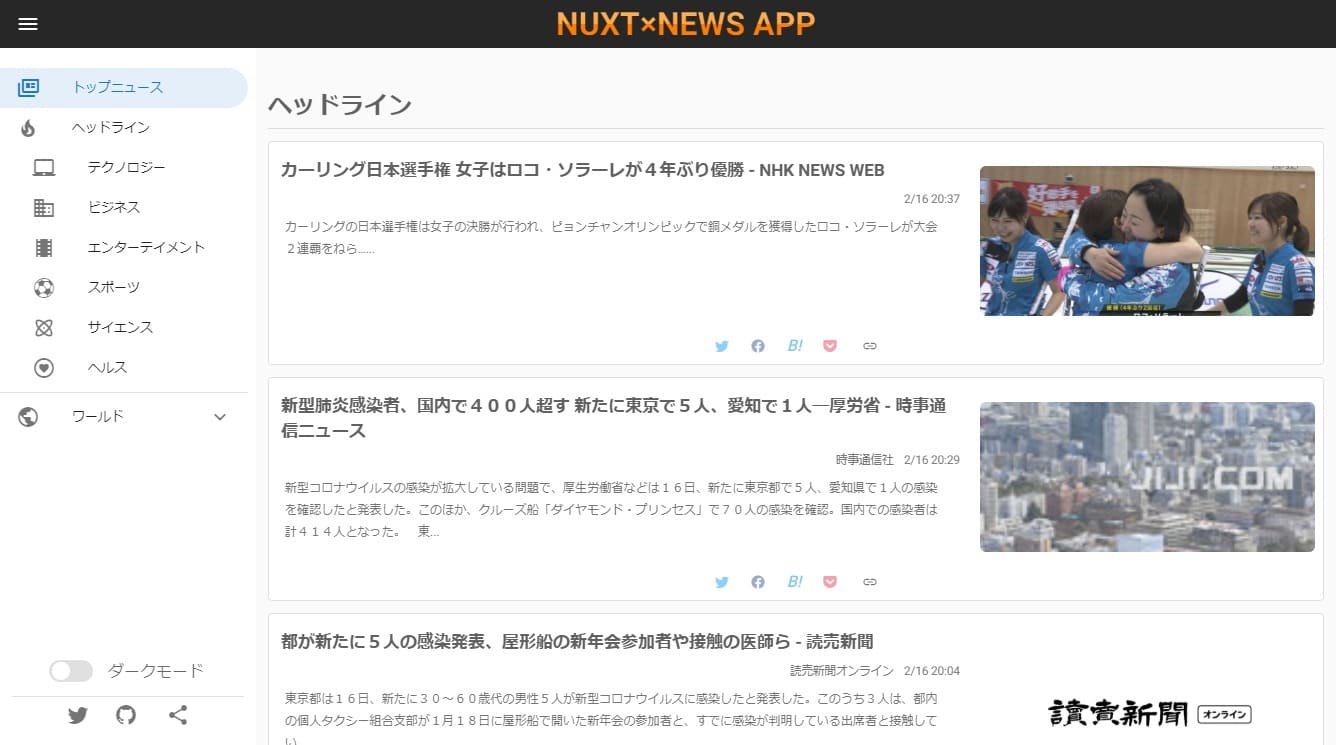 NUXT×NEWS APP
トップニュース
ヘッドライン
テクノロジー
ビジネス
エンターテイメント
スポーツ
サイエンス
ヘルス
ワールド
ダークモード
ヘッドライン
カーリング日本選手権 女子はロコ・ソラーレが４年ぶり優勝 - NHK NEWS WEB
2/16 20:37
カーリングの日本選手権は女子の決勝が行われ、ピョンチャンオリンピックで銅メダルを獲得したロコ・ソラーレが大会
２連覇をねら……
B!
新型肺炎感染者、国内で４００人超す 新たに東京で５人、愛知で１人―厚労省 - 時事通
信ニュース
時事通信社 2/16 20:29
新型コロナウイルスの感染が拡大している問題で、厚生労働省などは１６日、新たに東京都で５人、愛知県で１人の感染
を確認したと発表した。このほか、クルーズ船「ダイヤモンド・プリンセス」で７０人の感染を確認。国内での感染者は
計４１４人となった。　東…
JIJI.COM
B!
都が新たに５人の感染発表、屋形船の新年会参加者や接触の医師ら - 読売新聞
読売新聞オンライン 2/16 20:04
東京都は１６日、新たに３０～６０歳代の男性５人が新型コロナウイルスに感染したと発表した。このうち３人は、都内
の個人タクシー組合支部が１月１８日に屋形船で開いた新年会の参加者と、すでに感染が判明している出席者と接触して
い
讀賣新聞 オンライン